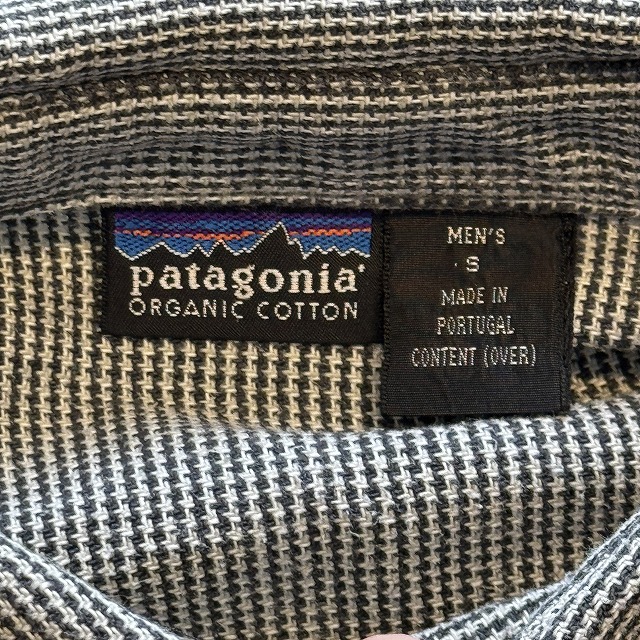 patagonia
ORGANIC COTTON
MEN'S
S
MADE IN
PORTUGAL
CONTENT (OVER)